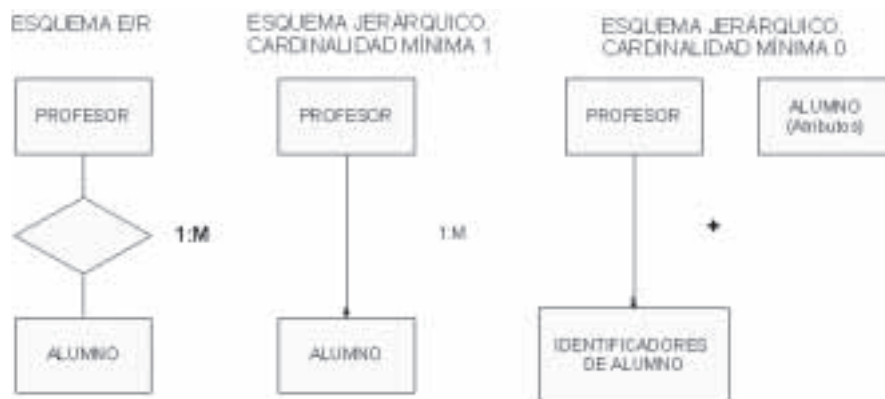 ESQUEMA E/R
PROFESOR
1:M
ALUMNO
ESQUEMA JERÁRQUICO.
CARDINALIDAD MÍNIMA 1
PROFESOR
1:M
ALUMNO
ESQUEMA JERÁRQUICO.
CARDINALIDAD MÍNIMA 0
PROFESOR
ALUMNO
(Atributos)
+
IDENTIFICADORES
DE ALUMNO